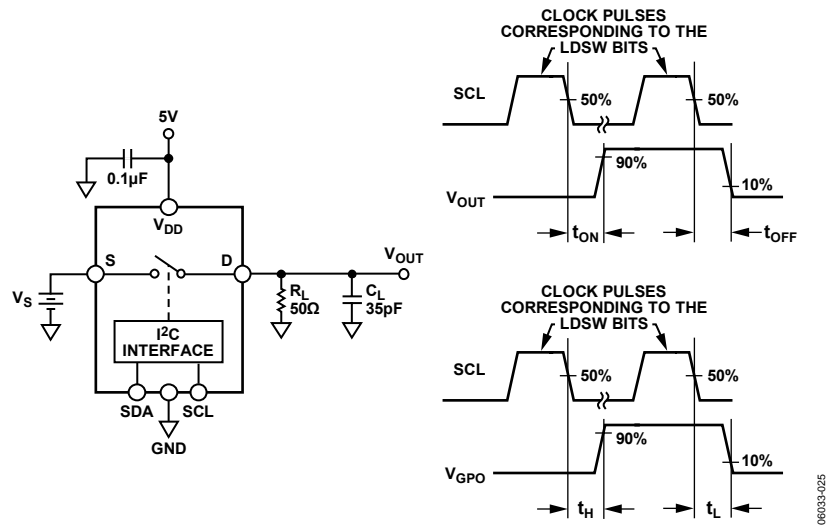 5V
0.1µF
VDD
S
D
VOUT
VS
RL
50Ω
CL
35pF
I2C
INTERFACE
SDA
SCL
GND
CLOCK PULSES
CORRESPONDING TO THE
LDSW BITS
SCL
50%
50%
90%
10%
VOUT
tON
tOFF
CLOCK PULSES
CORRESPONDING TO THE
LDSW BITS
SCL
50%
50%
90%
10%
VGPO
tH
tL
06033-025